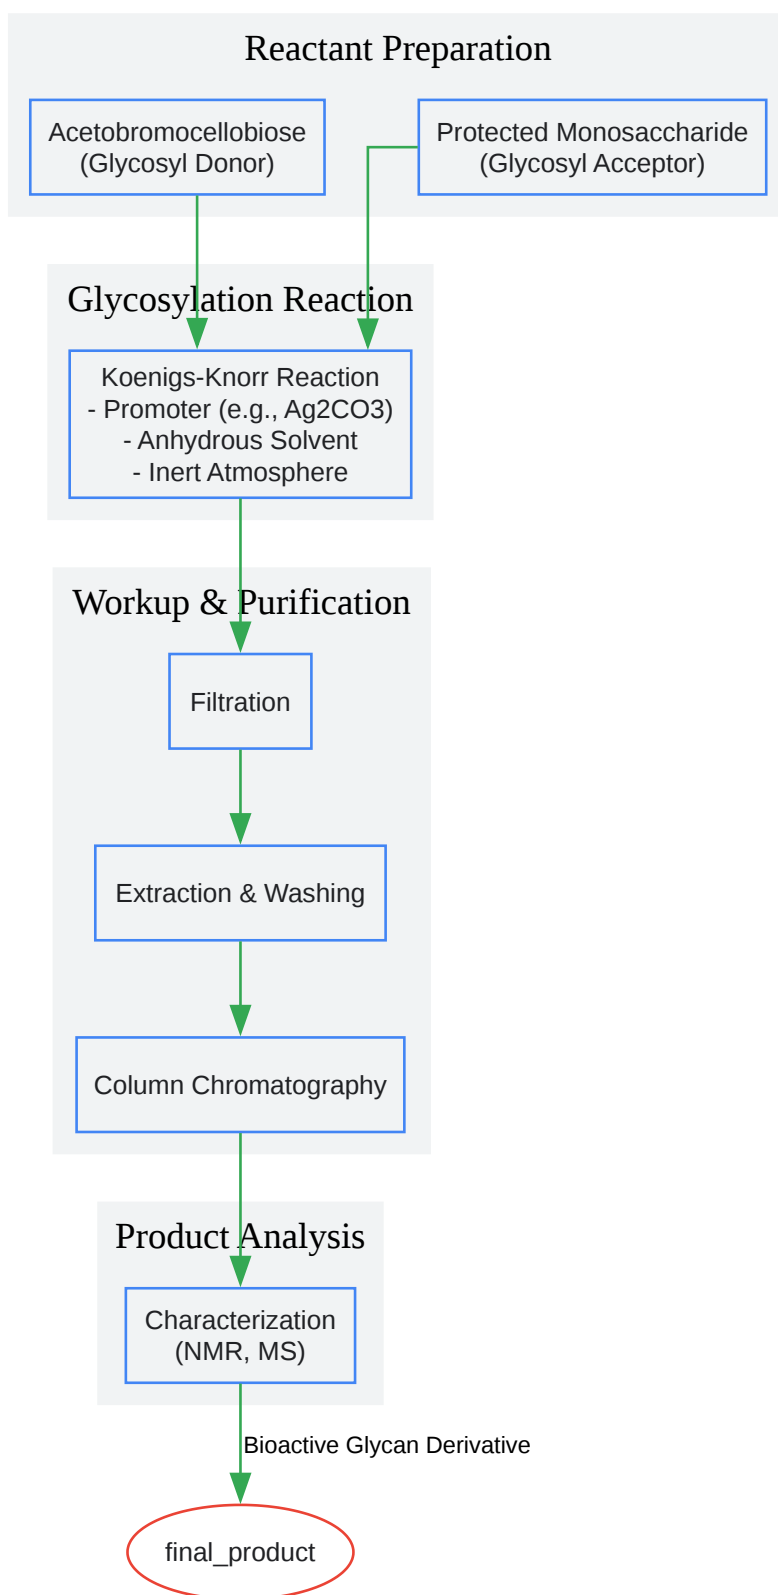 Reactant Preparation
Acetobromocellobiose
(Glycosyl Donor)
Protected Monosaccharide
(Glycosyl Acceptor)
Glycosylation Reaction
Koenigs-Knorr Reaction
- Promoter (e.g., Ag2CO3)
- Anhydrous Solvent
- Inert Atmosphere
Workup & Purification
Filtration
Extraction & Washing
Column Chromatography
Product Analysis
Characterization
(NMR, MS)
Bioactive Glycan Derivative
final_product